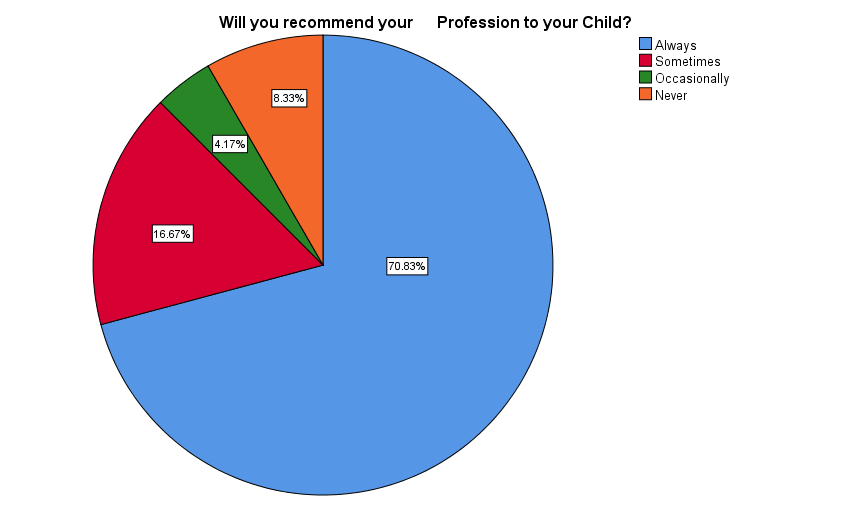 Will you recommend your Profession to your Child?
Always
Sometimes
Occasionally
Never
8.33%
4.17%
16.67%
70.83%